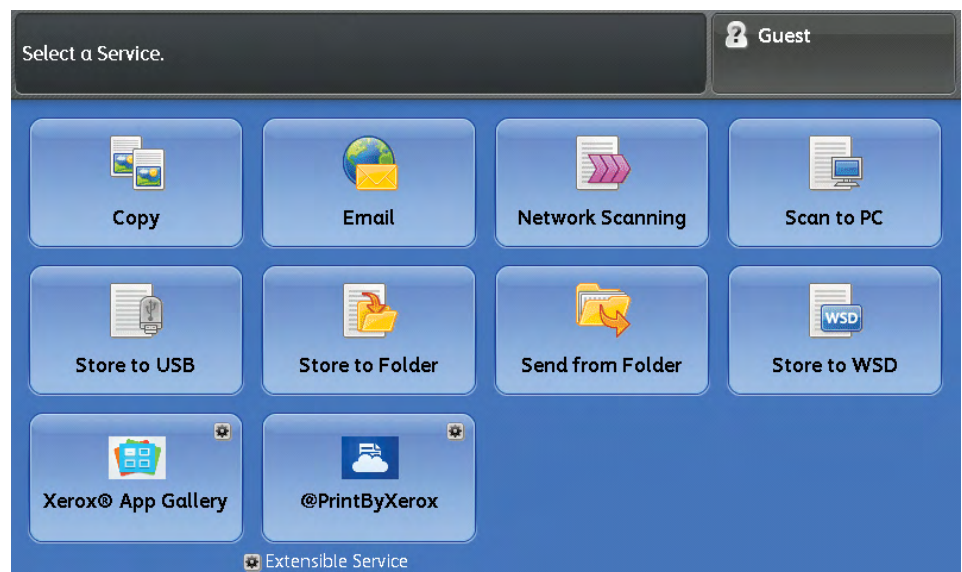 Select a Service.
Guest
Copy
Email
Network Scanning
Scan to PC
Store to USB
Store to Folder
Send from Folder
WSD
Store to WSD
Xerox® App Gallery
@PrintByXerox
Extensible Service